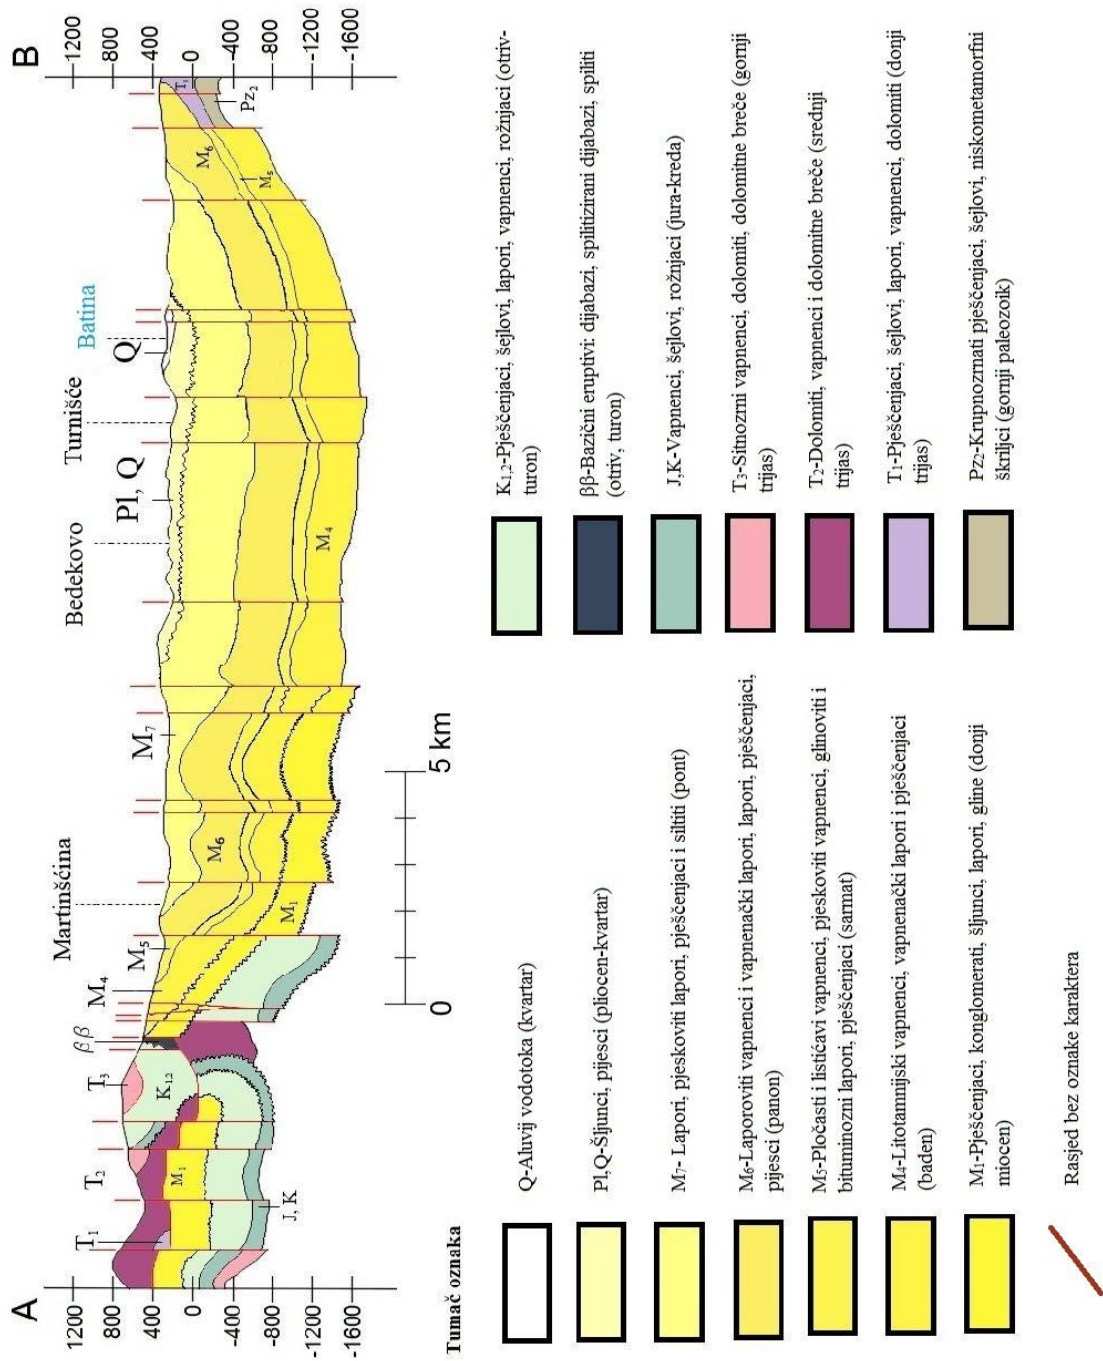 A
B
1200
800
400
0
-400
-800
-1200
-1600
1200
800
400
0
-400
-800
-1200
-1600
T₁
T₂
T₃
ββ
M₄
M₅
Martinšćina
M₇
Bedekovo
Pl, Q
Turnišće
Q
Batina
J, K
M₁
K₁₂
M₁
M₆
M₄
M₆
M₅
T₁
Pz₂
0
5 km
Tumač oznaka
Q-Aluvij vodotoka (kvartar)
Pl,Q-Šljunci, pijesci (pliocen-kvartar)
M₇- Lapori, pjeskoviti lapori, pješčenjaci i siltiti (pont)
M₆-Laporoviti vapnenci i vapnenački lapori, lapori, pješčenjaci,
pijesci (panon)
M₅-Pločasti i listićavi vapnenci, pjeskoviti vapnenci, glinoviti i
bituminozni lapori, pješčenjaci (sarmat)
M₄-Litotamnijski vapnenci, vapnenački lapori i pješčenjaci
(baden)
M₁-Pješčenjaci, konglomerati, šljunci, lapori, gline (donji
miocen)
Rasjed bez oznake karaktera
K₁,₂-Pješčenjaci, šejlovi, lapori, vapnenci, rožnjaci (otriv-
turon)
ββ-Bazični eruptivi: dijabazi, spilitizirani dijabazi, spiliti
(otriv, turon)
J,K-Vapnenci, šejlovi, rožnjaci (jura-kreda)
T₃-Sitnozrni vapnenci, dolomiti, dolomitne breče (gornji
trijas)
T₂-Dolomiti, vapnenci i dolomitne breče (srednji
trijas)
T₁-Pješčenjaci, šejlovi, lapori, vapnenci, dolomiti (donji
trijas)
Pz₂-Krupnozrnati pješčenjaci, šejlovi, niskometamorfni
škriljci (gornji paleozoik)